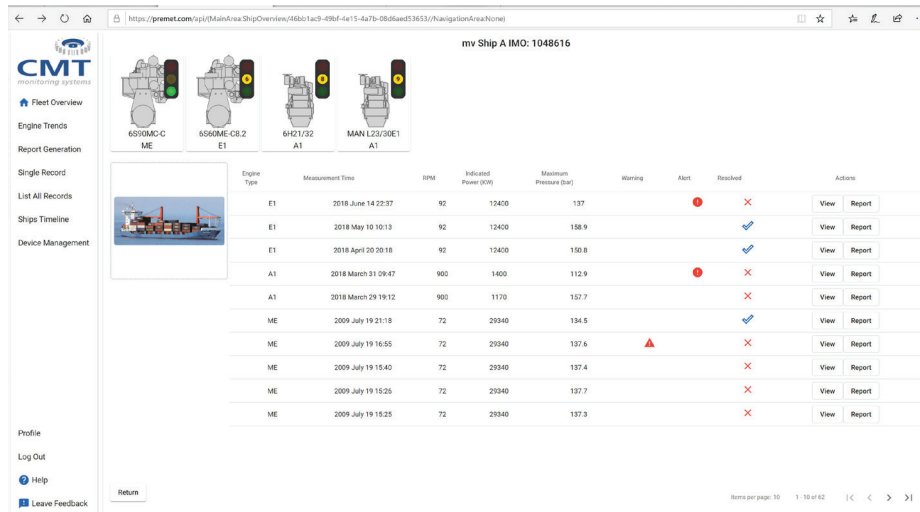 https://premet.com/api/(MainArea:ShipOverview/46bb1ac9-49bf-4e15-4a7b-08d6aed53653//NavigationArea:None)
CMT
monitoring systems
Fleet Overview
Engine Trends
Report Generation
Single Record
List All Records
Ships Timeline
Device Management
Profile
Log Out
Help
Leave Feedback
mv Ship A IMO: 1048616
6S90MC-C
ME
6
6S60ME-C8.2
E1
8
6H21/32
A1
9
MAN L23/30E1
A1
Engine Type Measurement Time RPM Indicated Power (KW) Maximum Pressure (bar) Warning Alert Resolved Actions
E1 2018 June 14 22:37 92 12400 137 View Report
E1 2018 May 10 10:13 92 12400 158.9 View Report
E1 2018 April 20 20:16 92 12400 150.8 View Report
A1 2018 March 31 09:47 900 1400 112.9 View Report
A1 2018 March 29 19:12 900 1170 157.7 View Report
ME 2009 July 19 21:18 72 29340 134.5 View Report
ME 2009 July 19 16:55 72 29340 137.6 View Report
ME 2009 July 19 15:40 72 29340 137.4 View Report
ME 2009 July 19 15:26 72 29340 137.7 View Report
ME 2009 July 19 15:25 72 29340 137.3 View Report
Return
Items per page: 10 1 - 10 of 62